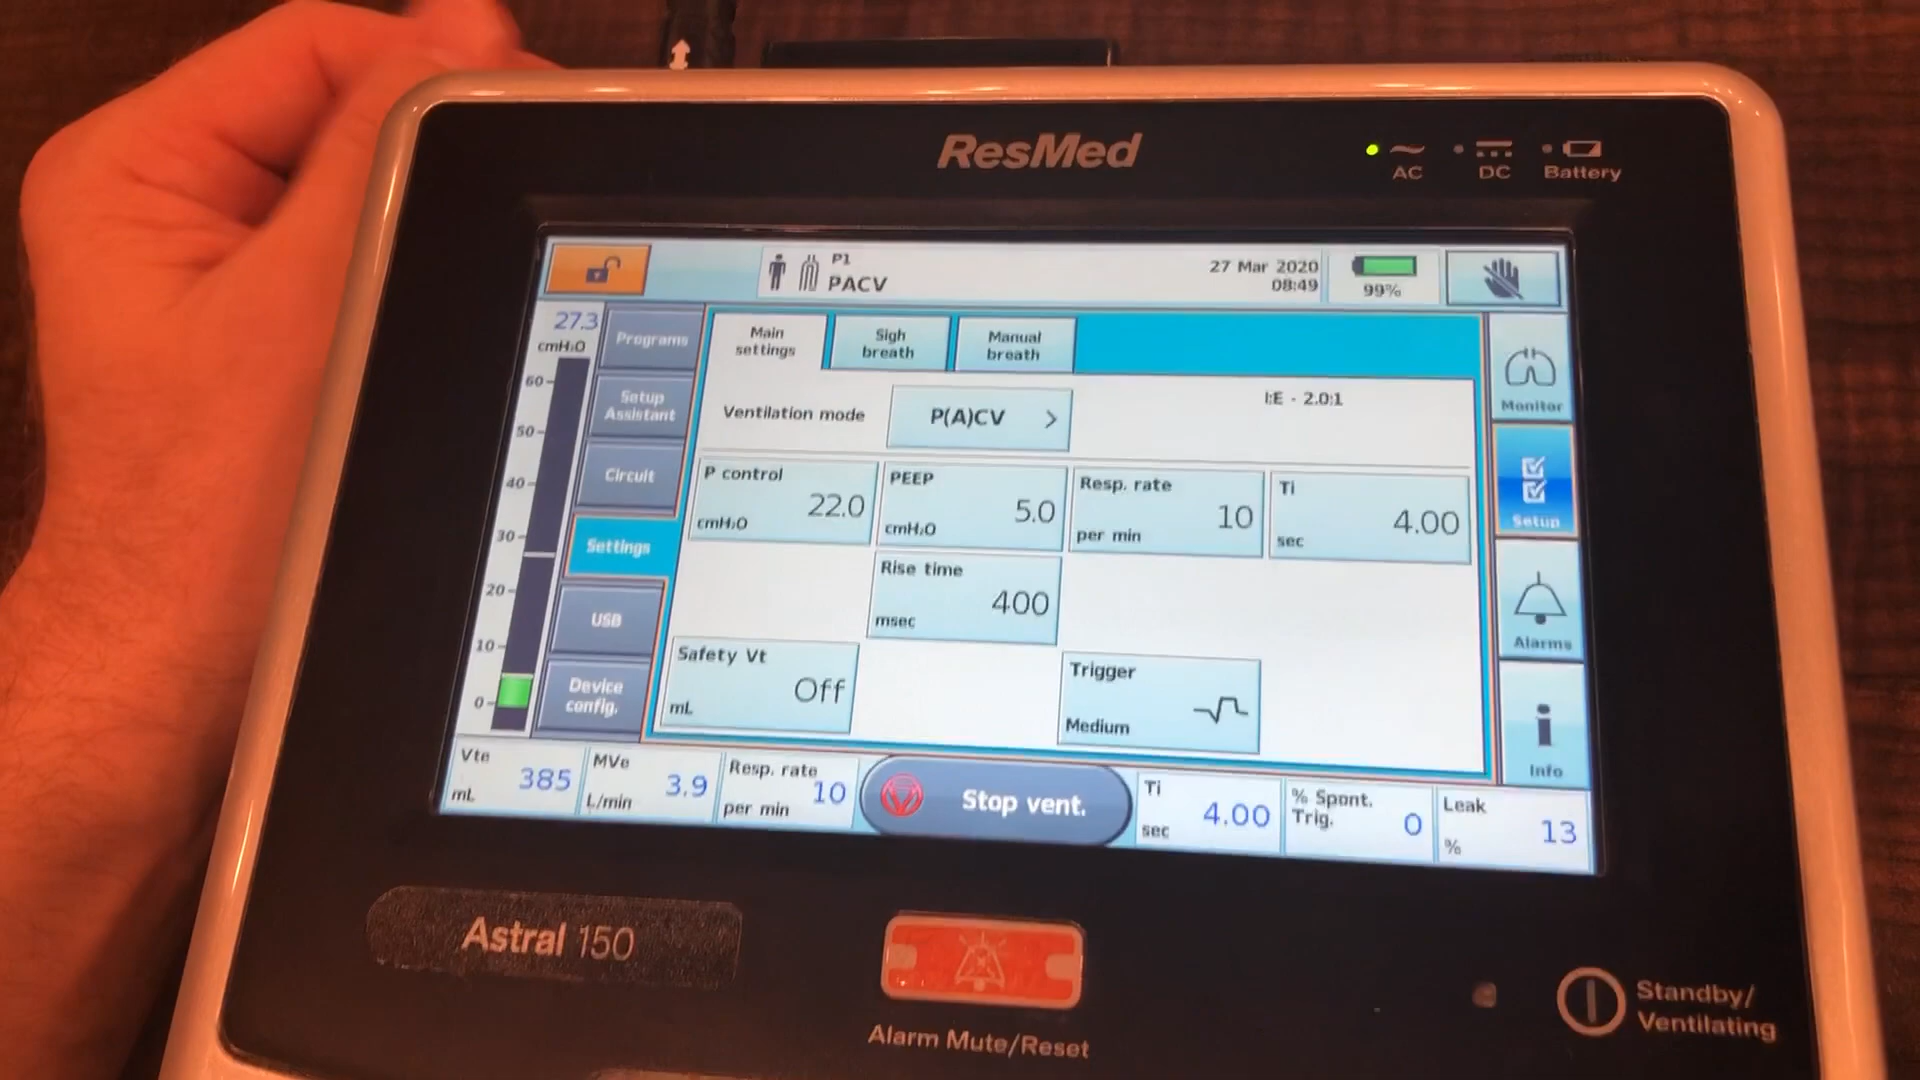 ResMed
AC
DC
Battery
P1
PACV
27 Mar 2020
08:49
99%
27.3
cmH₂O
60
50
40
30
20
10
0
Programs
Setup
Assistant
Circuit
Settings
USB
Device
config.
Main
settings
Sigh
breath
Manual
breath
Ventilation mode
P(A)CV >
I:E - 2.0:1
P control
22.0
cmH₂O
PEEP
5.0
cmH₂O
Resp. rate
10
per min
Ti
4.00
sec
Rise time
400
msec
Safety Vt
Off
mL
Trigger
Medium
Monitor
Setup
Alarms
Info
Vte
385
mL
MVe
3.9
L/min
Resp. rate
10
per min
Stop vent.
Ti
4.00
sec
% Spont.
Trig.
0
Leak
13
%
Astral 150
Alarm Mute/Reset
Standby/
Ventilating